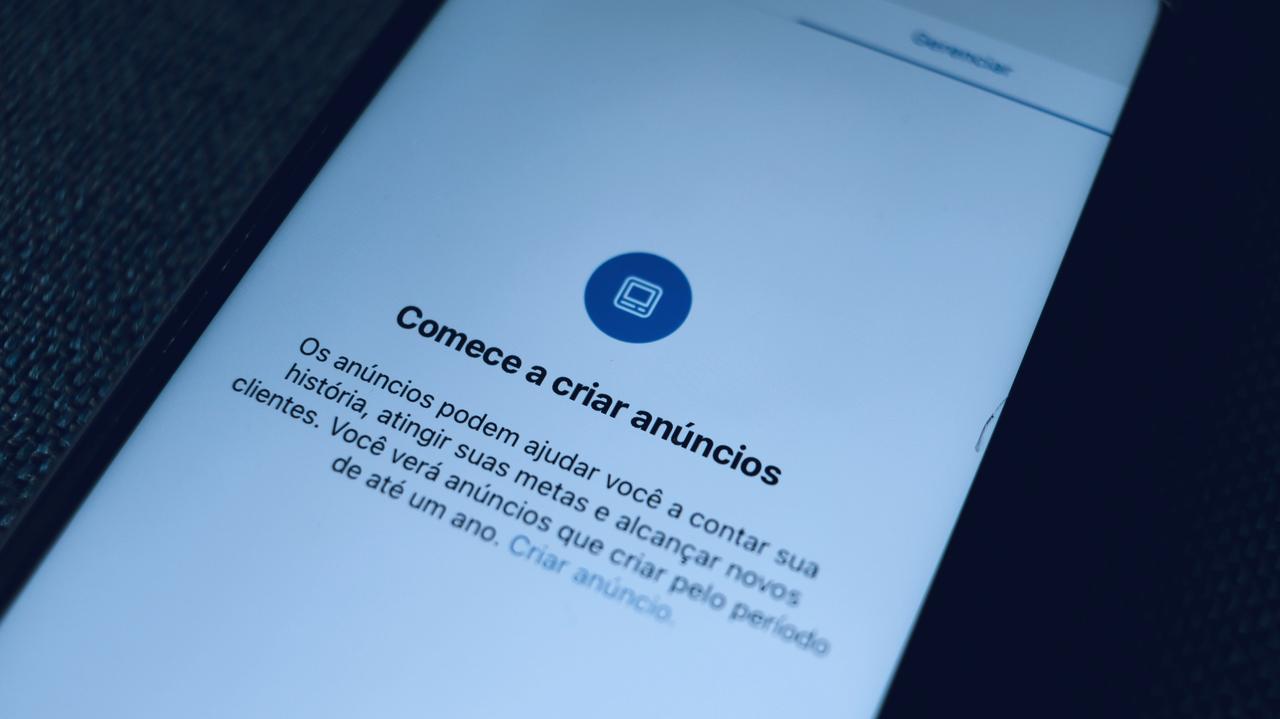 Gerenciar
Comece a criar anúncios
Os anúncios podem ajudar você a contar sua
história, atingir suas metas e alcançar novos
clientes. Você verá anúncios que criar pelo período
de até um ano. Criar anúncio.